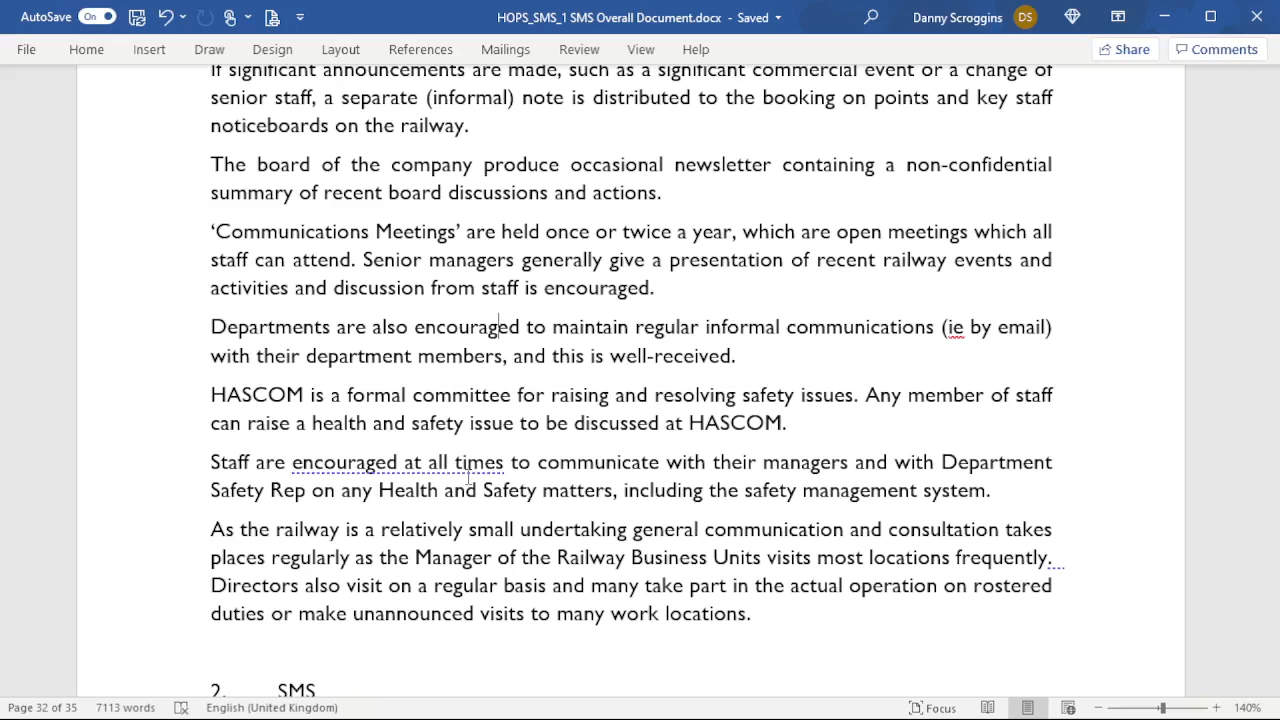 AutoSave On HOPS_SMS_1 SMS Overall Document.docx - Saved Danny Scroggins DS
File Home Insert Draw Design Layout References Mailings Review View Help Share Comments
If significant announcements are made, such as a significant commercial event or a change of
senior staff, a separate (informal) note is distributed to the booking on points and key staff
noticeboards on the railway.
The board of the company produce occasional newsletter containing a non-confidential
summary of recent board discussions and actions.
‘Communications Meetings’ are held once or twice a year, which are open meetings which all
staff can attend. Senior managers generally give a presentation of recent railway events and
activities and discussion from staff is encouraged.
Departments are also encouraged to maintain regular informal communications (ie by email)
with their department members, and this is well-received.
HASCOM is a formal committee for raising and resolving safety issues. Any member of staff
can raise a health and safety issue to be discussed at HASCOM.
Staff are encouraged at all times to communicate with their managers and with Department
Safety Rep on any Health and Safety matters, including the safety management system.
As the railway is a relatively small undertaking general communication and consultation takes
places regularly as the Manager of the Railway Business Units visits most locations frequently.
Directors also visit on a regular basis and many take part in the actual operation on rostered
duties or make unannounced visits to many work locations.
2. SMS
Page 32 of 35 7113 words English (United Kingdom) Focus 140%